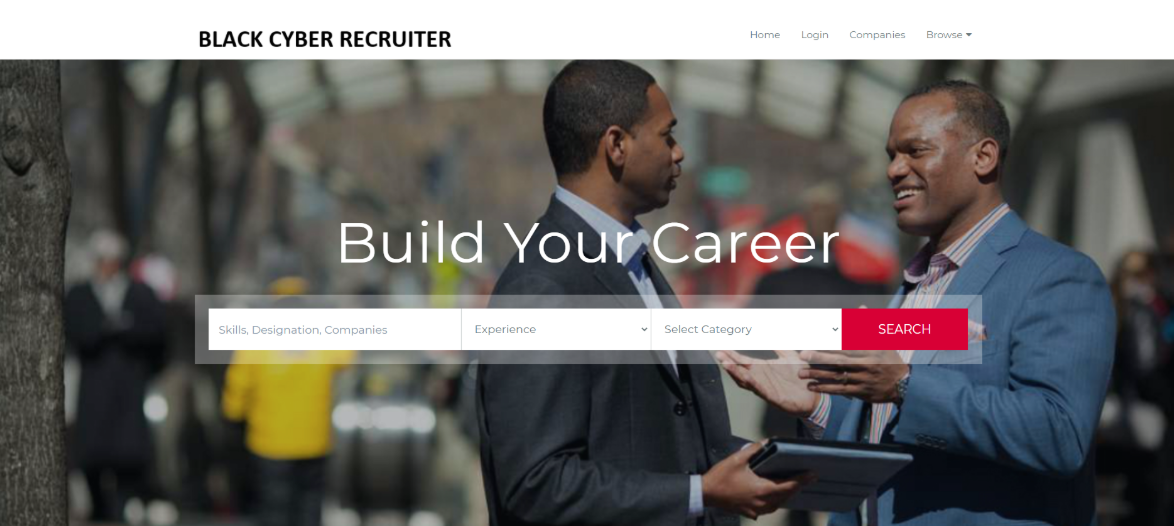 BLACK CYBER RECRUITER
Home Login Companies Browse
Build Your Career
Skills, Designation, Companies Experience Select Category SEARCH